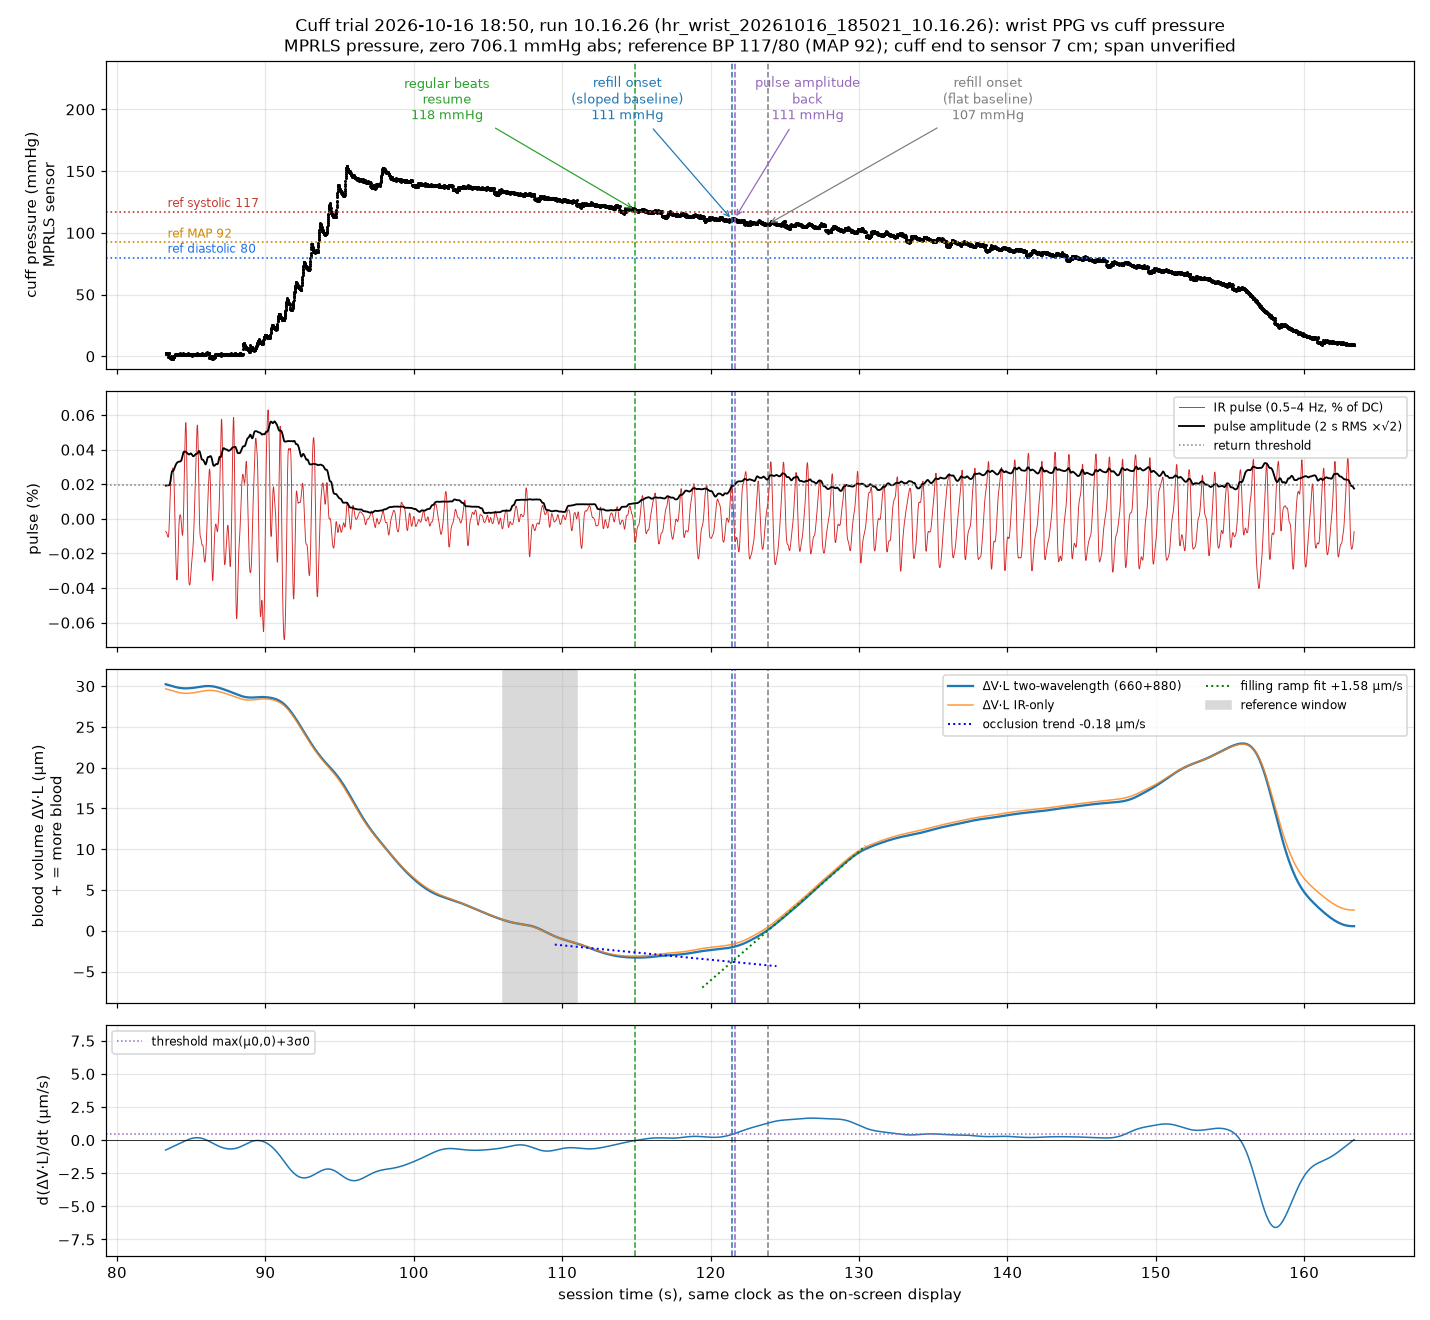 Cuff trial 2026-10-16 18:50, run 10.16.26 (hr_wrist_20261016_185021_10.16.26): wrist PPG vs cuff pressure
MPRLS pressure, zero 706.1 mmHg abs; reference BP 117/80 (MAP 92); cuff end to sensor 7 cm; span unverified
cuff pressure (mmHg)
MPRLS sensor
200
150
100
50
0
regular beats
resume
118 mmHg
refill onset
(sloped baseline)
111 mmHg
pulse amplitude
back
111 mmHg
refill onset
(flat baseline)
107 mmHg
ref systolic 117
ref MAP 92
ref diastolic 80
pulse (%)
0.06
0.04
0.02
0.00
−0.02
−0.04
−0.06
IR pulse (0.5–4 Hz, % of DC)
pulse amplitude (2 s RMS ×√2)
return threshold
blood volume ΔV·L (μm)
+ = more blood
30
25
20
15
10
5
0
−5
ΔV·L two-wavelength (660+880)
ΔV·L IR-only
occlusion trend -0.18 μm/s
filling ramp fit +1.58 μm/s
reference window
d(ΔV·L)/dt (μm/s)
7.5
5.0
2.5
0.0
−2.5
−5.0
−7.5
threshold max(μ0,0)+3σ0
80
90
100
110
120
130
140
150
160
session time (s), same clock as the on-screen display